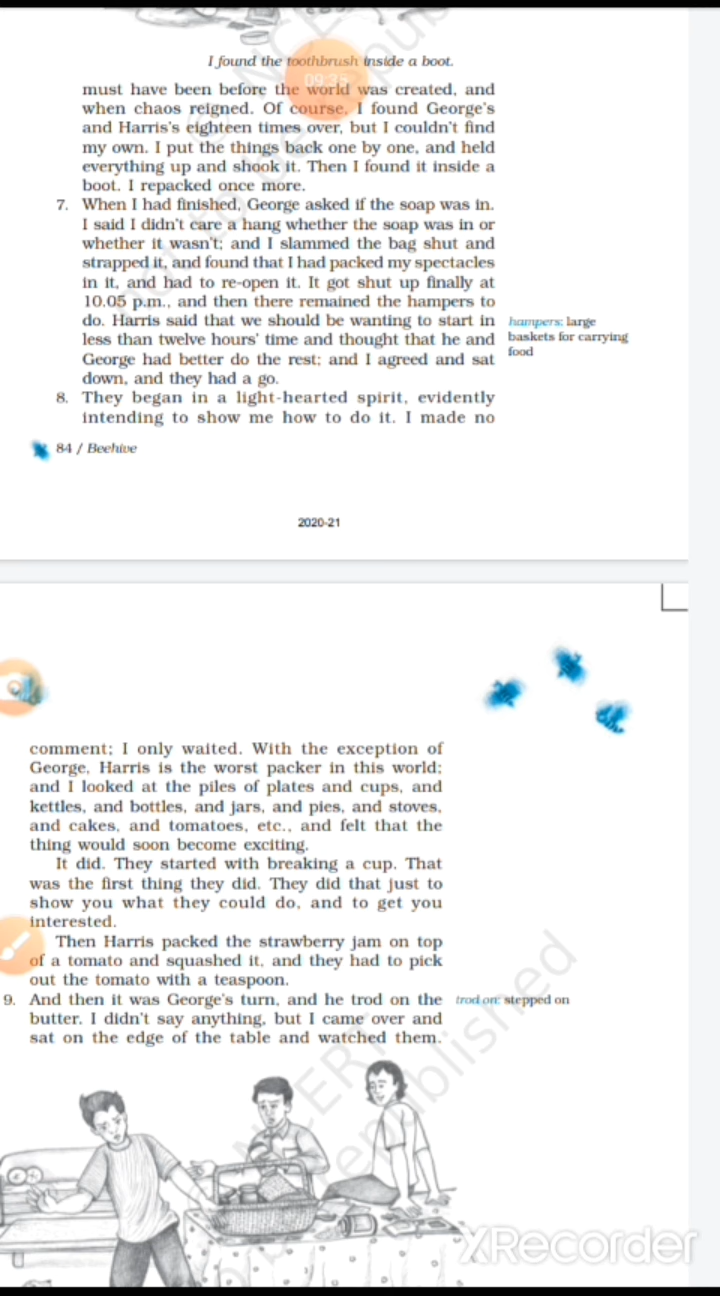 I found the toothbrush inside a boot.
09:35
must have been before the world was created, and
when chaos reigned. Of course, I found George's
and Harris's eighteen times over, but I couldn't find
my own. I put the things back one by one, and held
everything up and shook it. Then I found it inside a
boot. I repacked once more.
7. When I had finished, George asked if the soap was in.
I said I didn't care a hang whether the soap was in or
whether it wasn't; and I slammed the bag shut and
strapped it, and found that I had packed my spectacles
in it, and had to re-open it. It got shut up finally at
10.05 p.m., and then there remained the hampers to
do. Harris said that we should be wanting to start in
less than twelve hours' time and thought that he and
George had better do the rest; and I agreed and sat
down, and they had a go.
hampers: large
baskets for carrying
food
8. They began in a light-hearted spirit, evidently
intending to show me how to do it. I made no
84 / Beehive
2020-21
comment; I only waited. With the exception of
George, Harris is the worst packer in this world;
and I looked at the piles of plates and cups, and
kettles, and bottles, and jars, and pies, and stoves,
and cakes, and tomatoes, etc., and felt that the
thing would soon become exciting.
It did. They started with breaking a cup. That
was the first thing they did. They did that just to
show you what they could do, and to get you
interested.
Then Harris packed the strawberry jam on top
of a tomato and squashed it, and they had to pick
out the tomato with a teaspoon.
9. And then it was George's turn, and he trod on the
butter. I didn't say anything, but I came over and
sat on the edge of the table and watched them.
trod on: stepped on
XRecorder